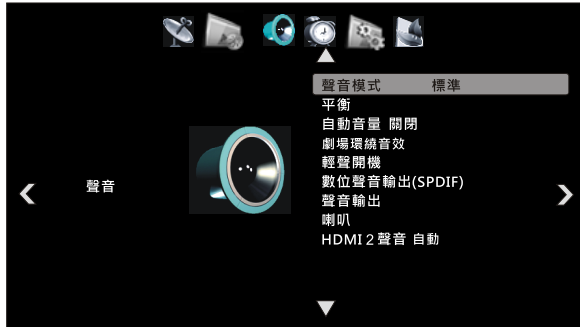 聲音
聲音模式 標準
平衡
自動音量 關閉
劇場環繞音效
輕聲開機
數位聲音輸出(SPDIF)
聲音輸出
喇叭
HDMI 2 聲音 自動